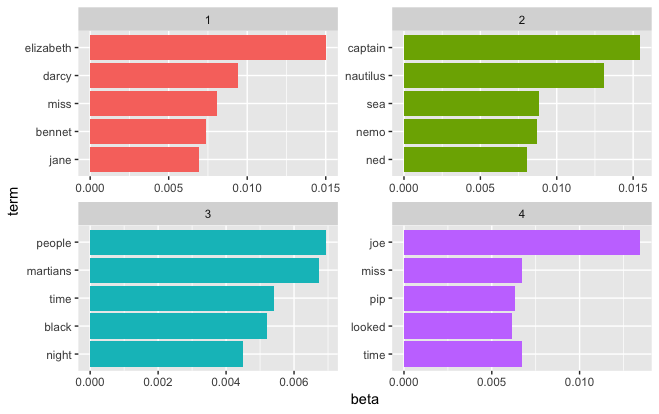 1
elizabeth
darcy
miss
bennet
jane
0.000 0.005 0.010 0.015
2
captain
nautilus
sea
nemo
ned
0.000 0.005 0.010 0.015
term
3
people
martians
time
black
night
0.000 0.002 0.004 0.006
4
joe
miss
pip
looked
time
0.000 0.005 0.010
beta